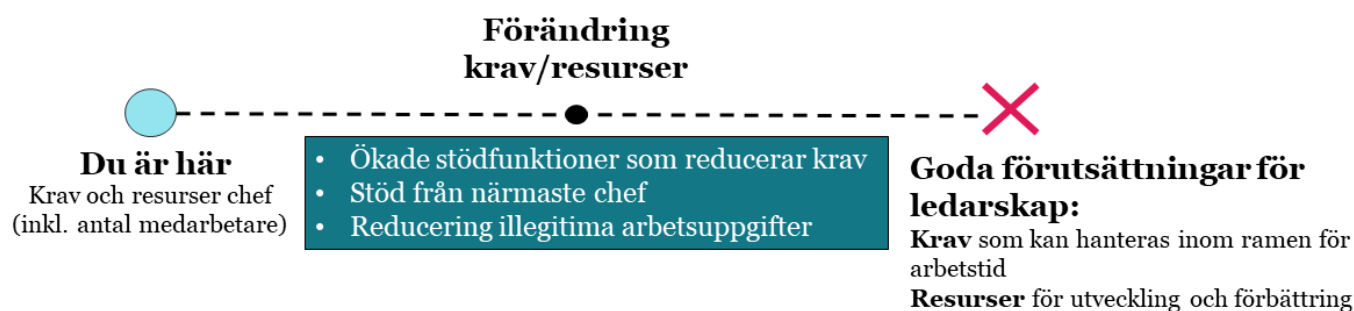 Förändring
krav/resurser
Du är här
Krav och resurser chef
(inkl. antal medarbetare)
• Ökade stödfunktioner som reducerar krav
• Stöd från närmaste chef
• Reducering illegitima arbetsuppgifter
Goda förutsättningar för
ledarskap:
Krav som kan hanteras inom ramen för
arbetstid
Resurser för utveckling och förbättring